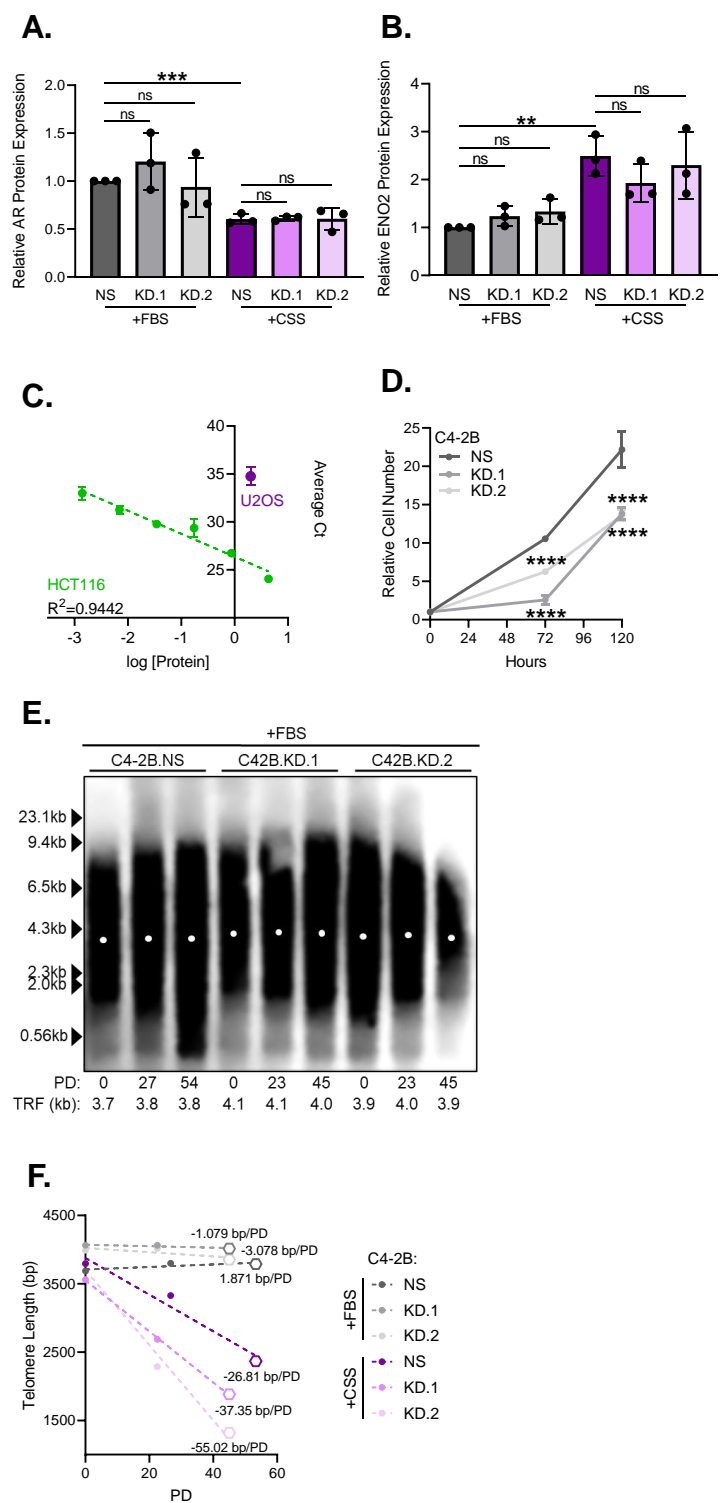 A.
B.
Relative AR Protein Expression
2.0
1.5
1.0
0.5
0.0
***
ns
ns
ns
ns
NS KD.1 KD.2 NS KD.1 KD.2
+FBS +CSS
Relative ENO2 Protein Expression
4
3
2
1
0
ns
ns
**
ns
ns
NS KD.1 KD.2 NS KD.1 KD.2
+FBS +CSS
C.
40
35
30
25
Average Ct
U2OS
HCT116
R2=0.9442
-3 -2 -1 0 1
log [Protein]
D.
Relative Cell Number
25
20
15
10
5
0
C4-2B
NS
KD.1
KD.2
****
****
****
****
0 24 48 72 96 120
Hours
E.
+FBS
C4-2B.NS C42B.KD.1 C42B.KD.2
23.1kb
9.4kb
6.5kb
4.3kb
2.3kb
2.0kb
0.56kb
PD: 0 27 54 0 23 45 0 23 45
TRF (kb): 3.7 3.8 3.8 4.1 4.1 4.0 3.9 4.0 3.9
F.
Telomere Length (bp)
4500
3500
2500
1500
-1.079 bp/PD
-3.078 bp/PD
1.871 bp/PD
-26.81 bp/PD
-37.35 bp/PD
-55.02 bp/PD
0 20 40 60
PD
C4-2B:
+FBS
NS
KD.1
KD.2
+CSS
NS
KD.1
KD.2